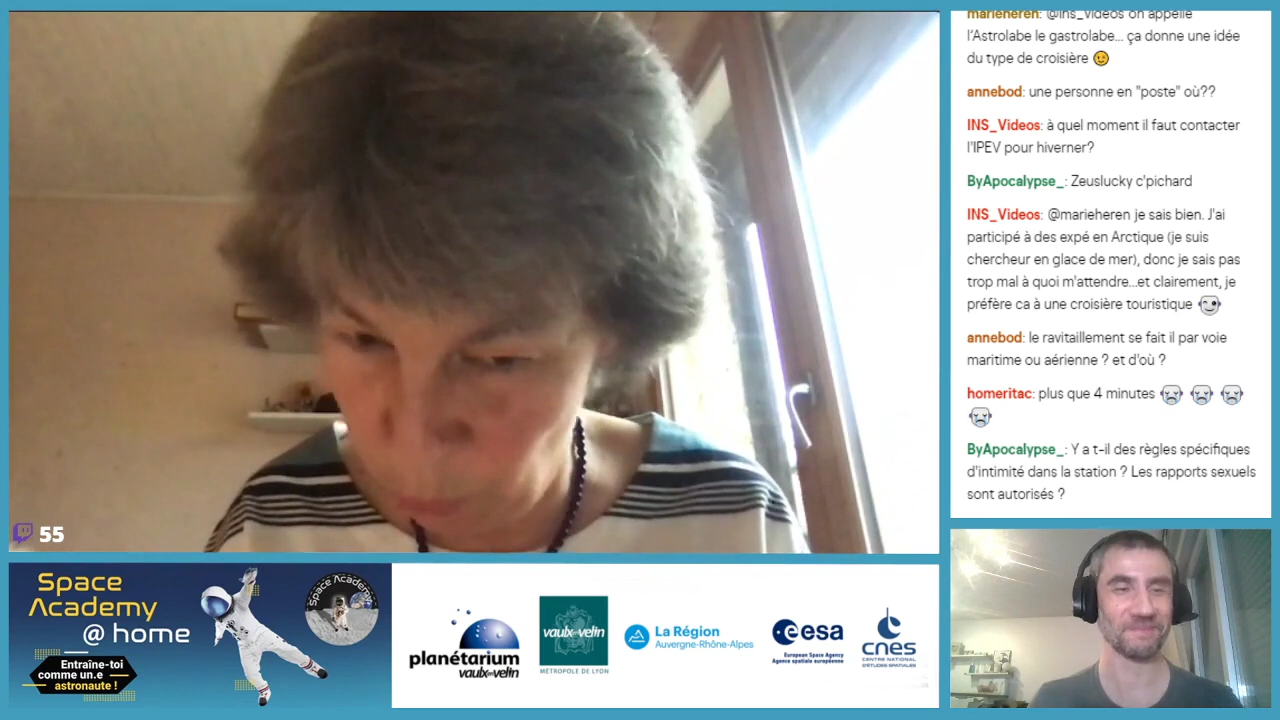 marieheren: @ins_videos on appelle
l'Astrolabe le gastrolabe... ça donne une idée
du type de croisière
annebod: une personne en "poste" où??
INS_Videos: à quel moment il faut contacter
l'IPEV pour hiverner?
ByApocalypse_: Zeuslucky c'pichard
INS_Videos: @marieheren je sais bien. J'ai
participé à des expé en Arctique (je suis
chercheur en glace de mer), donc je sais pas
trop mal à quoi m'attendre...et clairement, je
préfère ca à une croisière touristique
annebod: le ravitaillement se fait il par voie
maritime ou aérienne ? et d'où ?
homeritac: plus que 4 minutes
ByApocalypse_: Y a t-il des règles spécifiques
d'intimité dans la station ? Les rapports sexuels
sont autorisés ?
55
Space
Academy
@ home
Entraîne-toi
comme un.e
astronaute !
Space Academy
planétarium
vaulx-en-velin
vaulx-en-velin
MÉTROPOLE DE LYON
La Région
Auvergne-Rhône-Alpes
esa
European Space Agency
Agence spatiale européenne
cnes
CENTRE NATIONAL
D'ÉTUDES SPATIALES